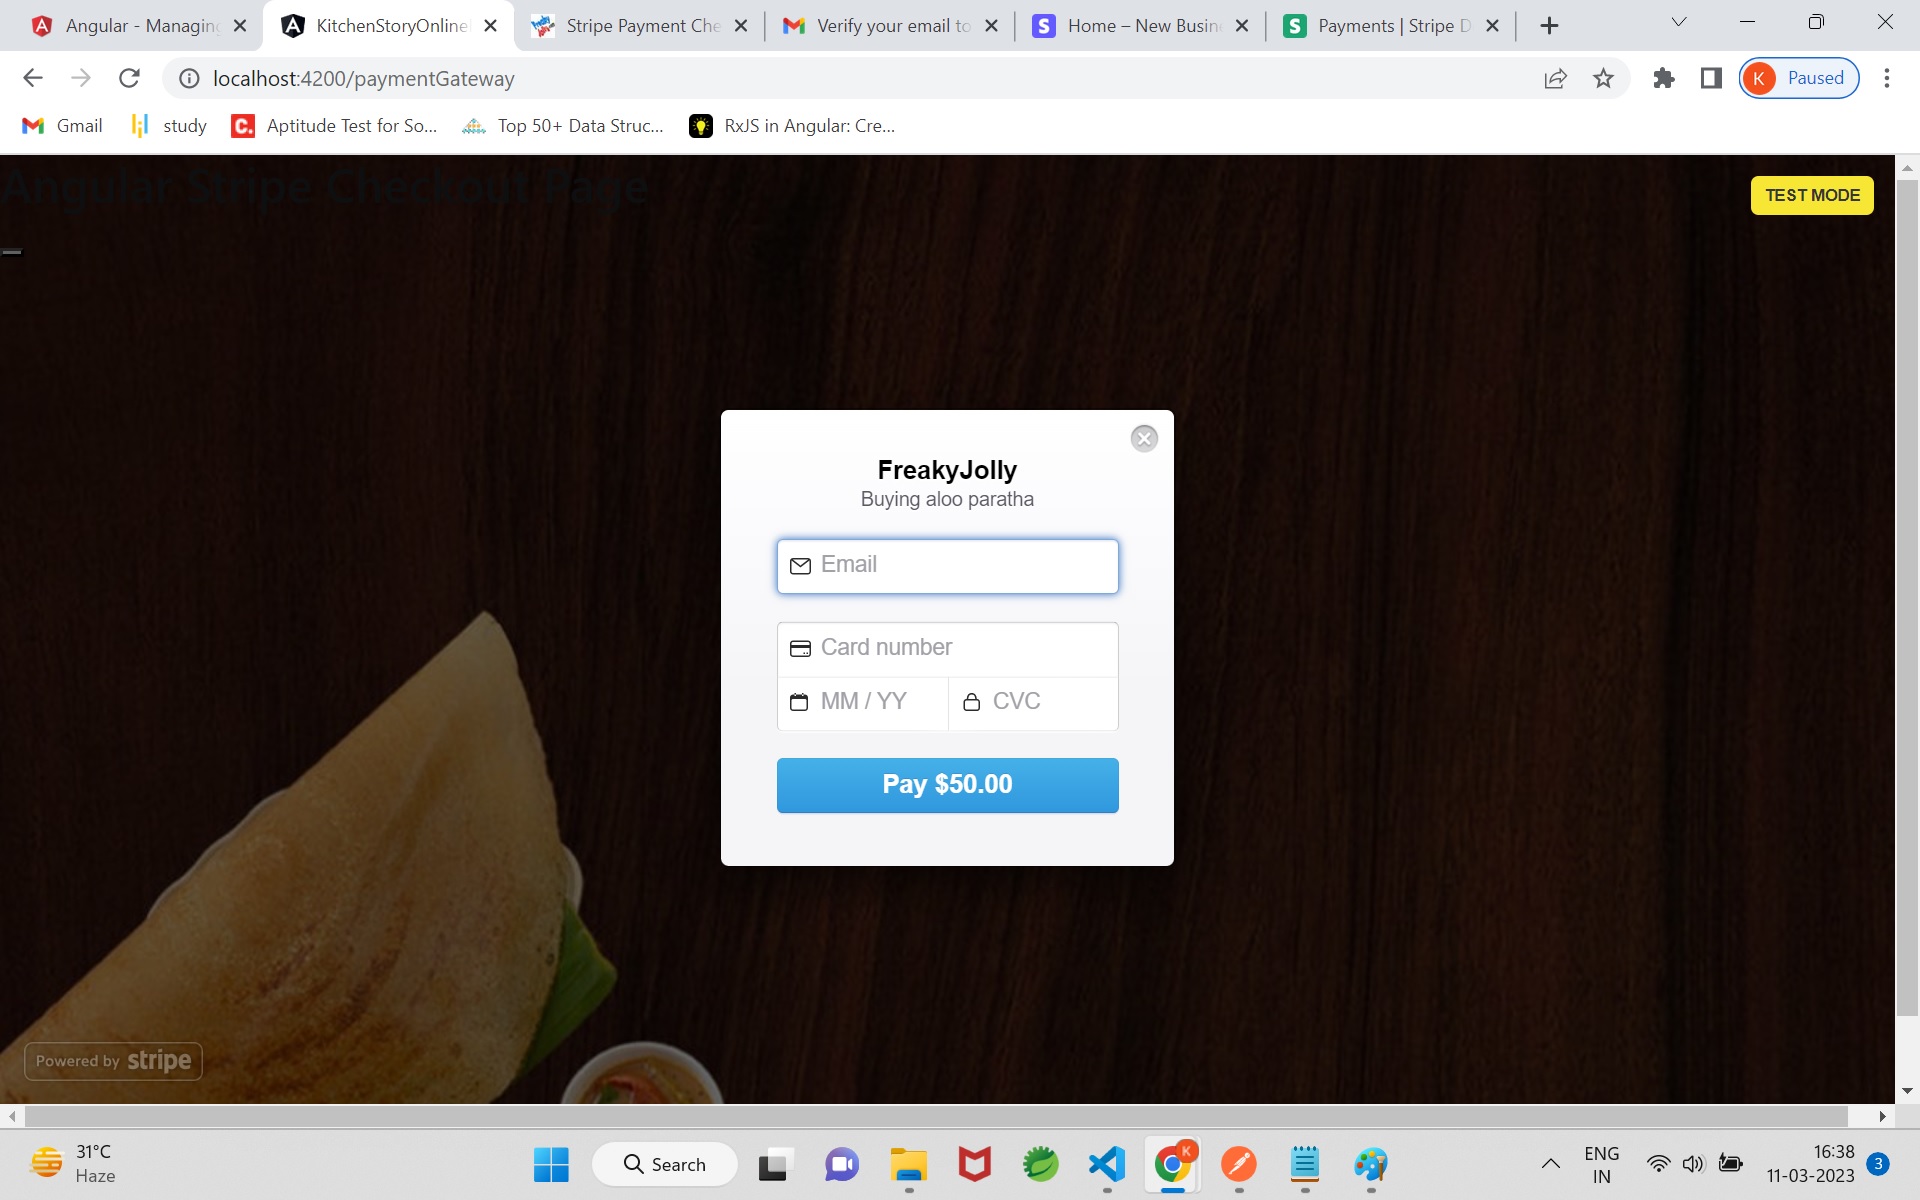 Angular - Managing
KitchenStoryOnline
Stripe Payment Che
Verify your email to
Home – New Busin
Payments | Stripe D
localhost:4200/paymentGateway
K
Paused
Gmail
study
Aptitude Test for So...
Top 50+ Data Struc...
RxJS in Angular: Cre...
Angular Stripe Checkout Page
TEST MODE
FreakyJolly
Buying aloo paratha
Email
Card number
MM / YY
CVC
Pay $50.00
Powered by stripe
31°C
Haze
Search
K
ENG
IN
16:38
11-03-2023
3